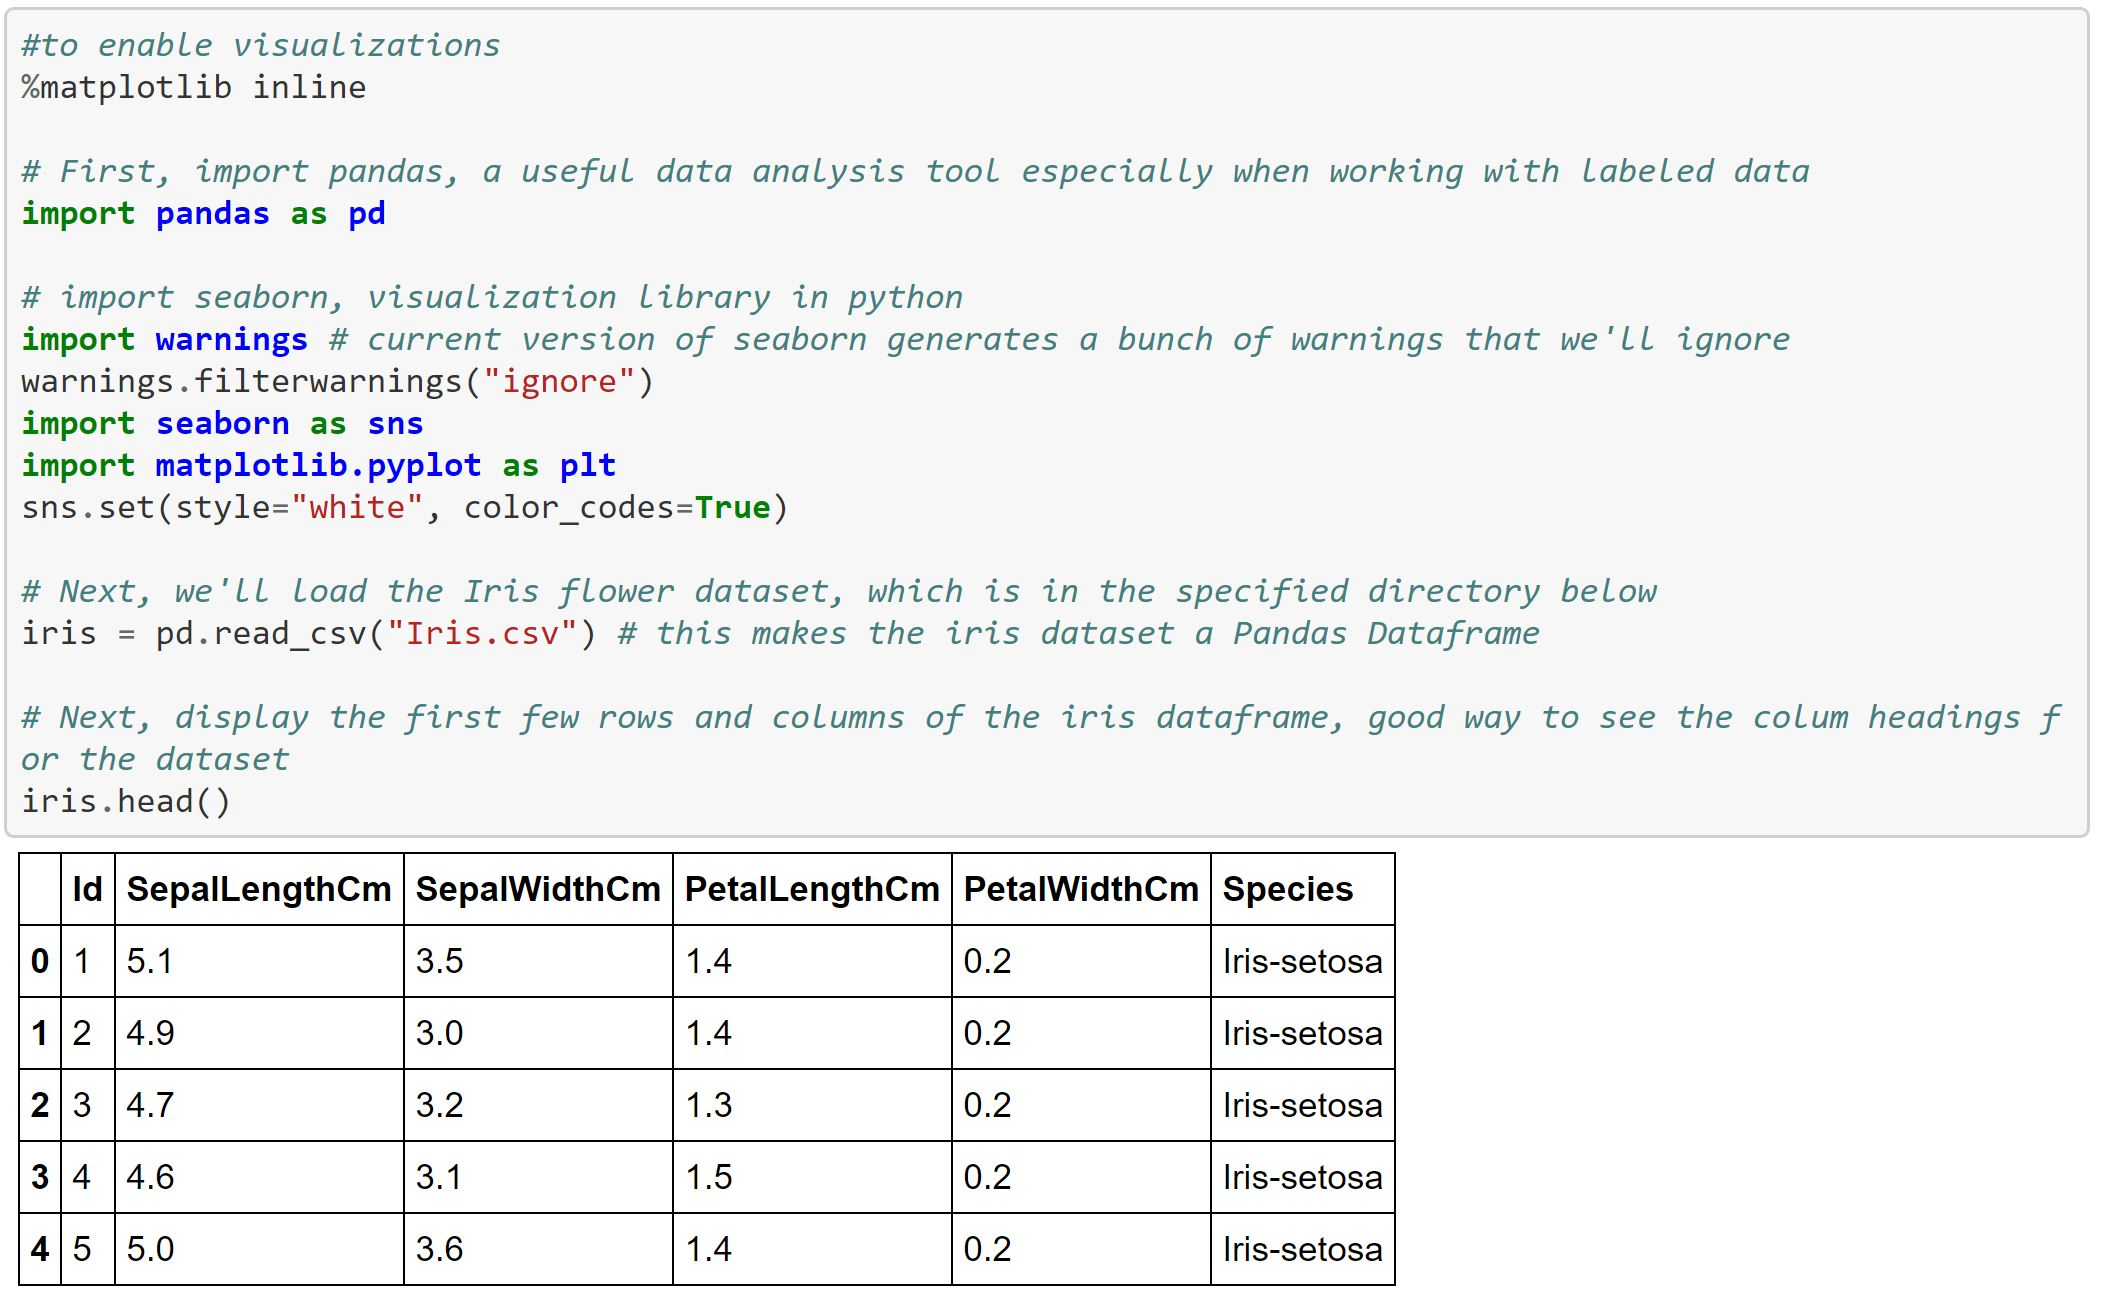 #to enable visualizations
%matplotlib inline
# First, import pandas, a useful data analysis tool especially when working with labeled data
import pandas as pd
# import seaborn, visualization library in python
import warnings # current version of seaborn generates a bunch of warnings that we'll ignore
warnings.filterwarnings("ignore")
import seaborn as sns
import matplotlib.pyplot as plt
sns.set(style="white", color_codes=True)
# Next, we'll load the Iris flower dataset, which is in the specified directory below
iris = pd.read_csv("Iris.csv") # this makes the iris dataset a Pandas Dataframe
# Next, display the first few rows and columns of the iris dataframe, good way to see the colum headings f
or the dataset
iris.head()
Id SepalLengthCm SepalWidthCm PetalLengthCm PetalWidthCm Species
0 1 5.1 3.5 1.4 0.2 Iris-setosa
1 2 4.9 3.0 1.4 0.2 Iris-setosa
2 3 4.7 3.2 1.3 0.2 Iris-setosa
3 4 4.6 3.1 1.5 0.2 Iris-setosa
4 5 5.0 3.6 1.4 0.2 Iris-setosa